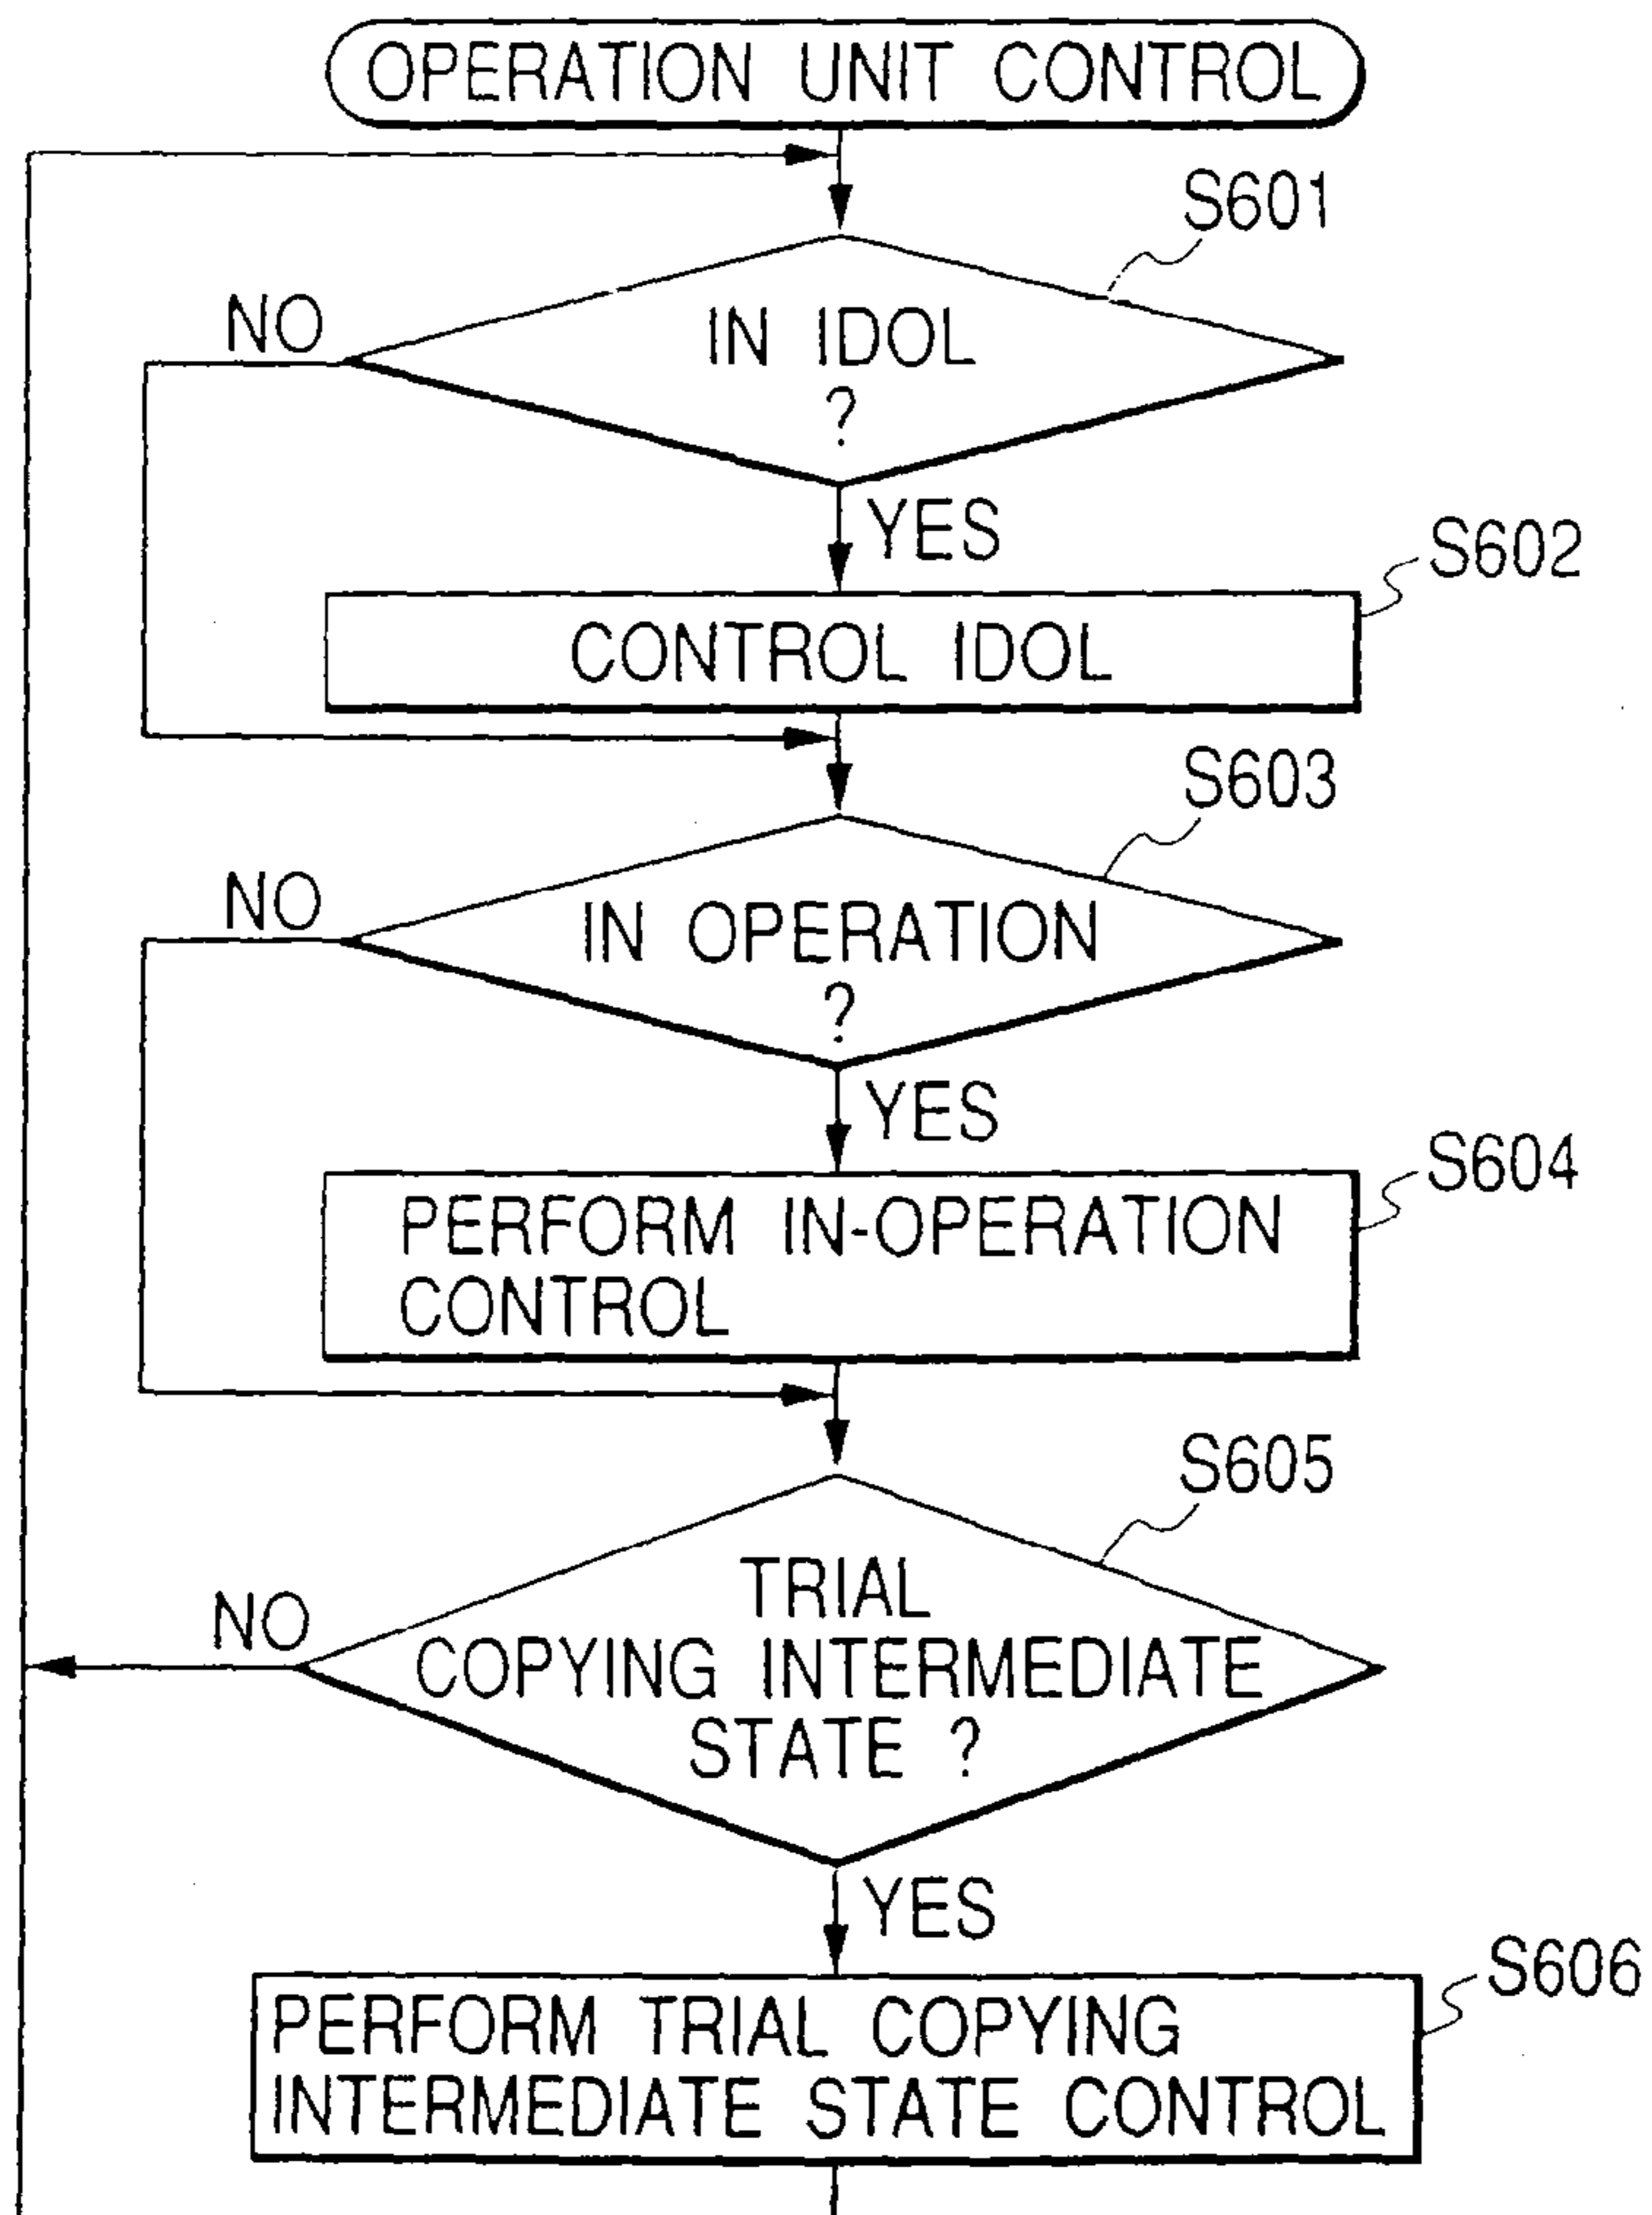 OPERATION UNIT CONTROL
S601
NO
IN IDOL
?
YES
S602
CONTROL IDOL
S603
NO
IN OPERATION
?
YES
S604
PERFORM IN-OPERATION
CONTROL
S605
TRIAL
NO
COPYING INTERMEDIATE
STATE ?
YES
S606
PERFORM TRIAL COPYING
INTERMEDIATE STATE CONTROL